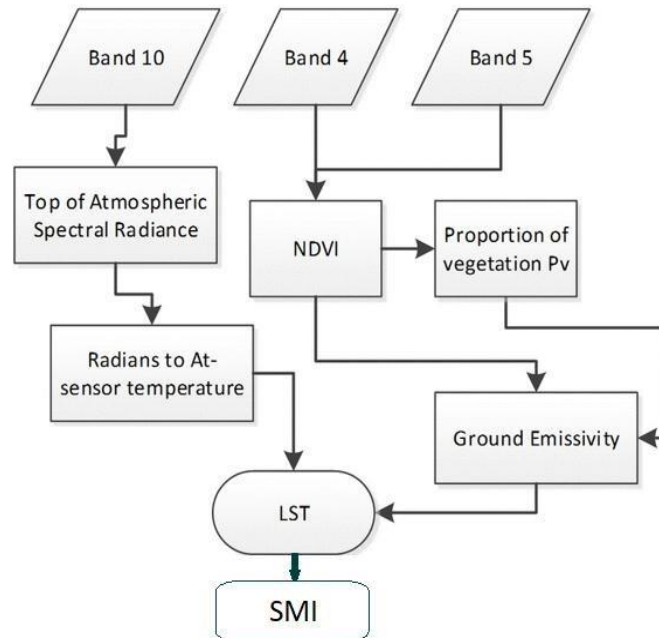 Band 10
Band 4
Band 5
Top of Atmospheric
Spectral Radiance
NDVI
Proportion of
vegetation Pv
Radians to At-
sensor temperature
Ground Emissivity
LST
SMI